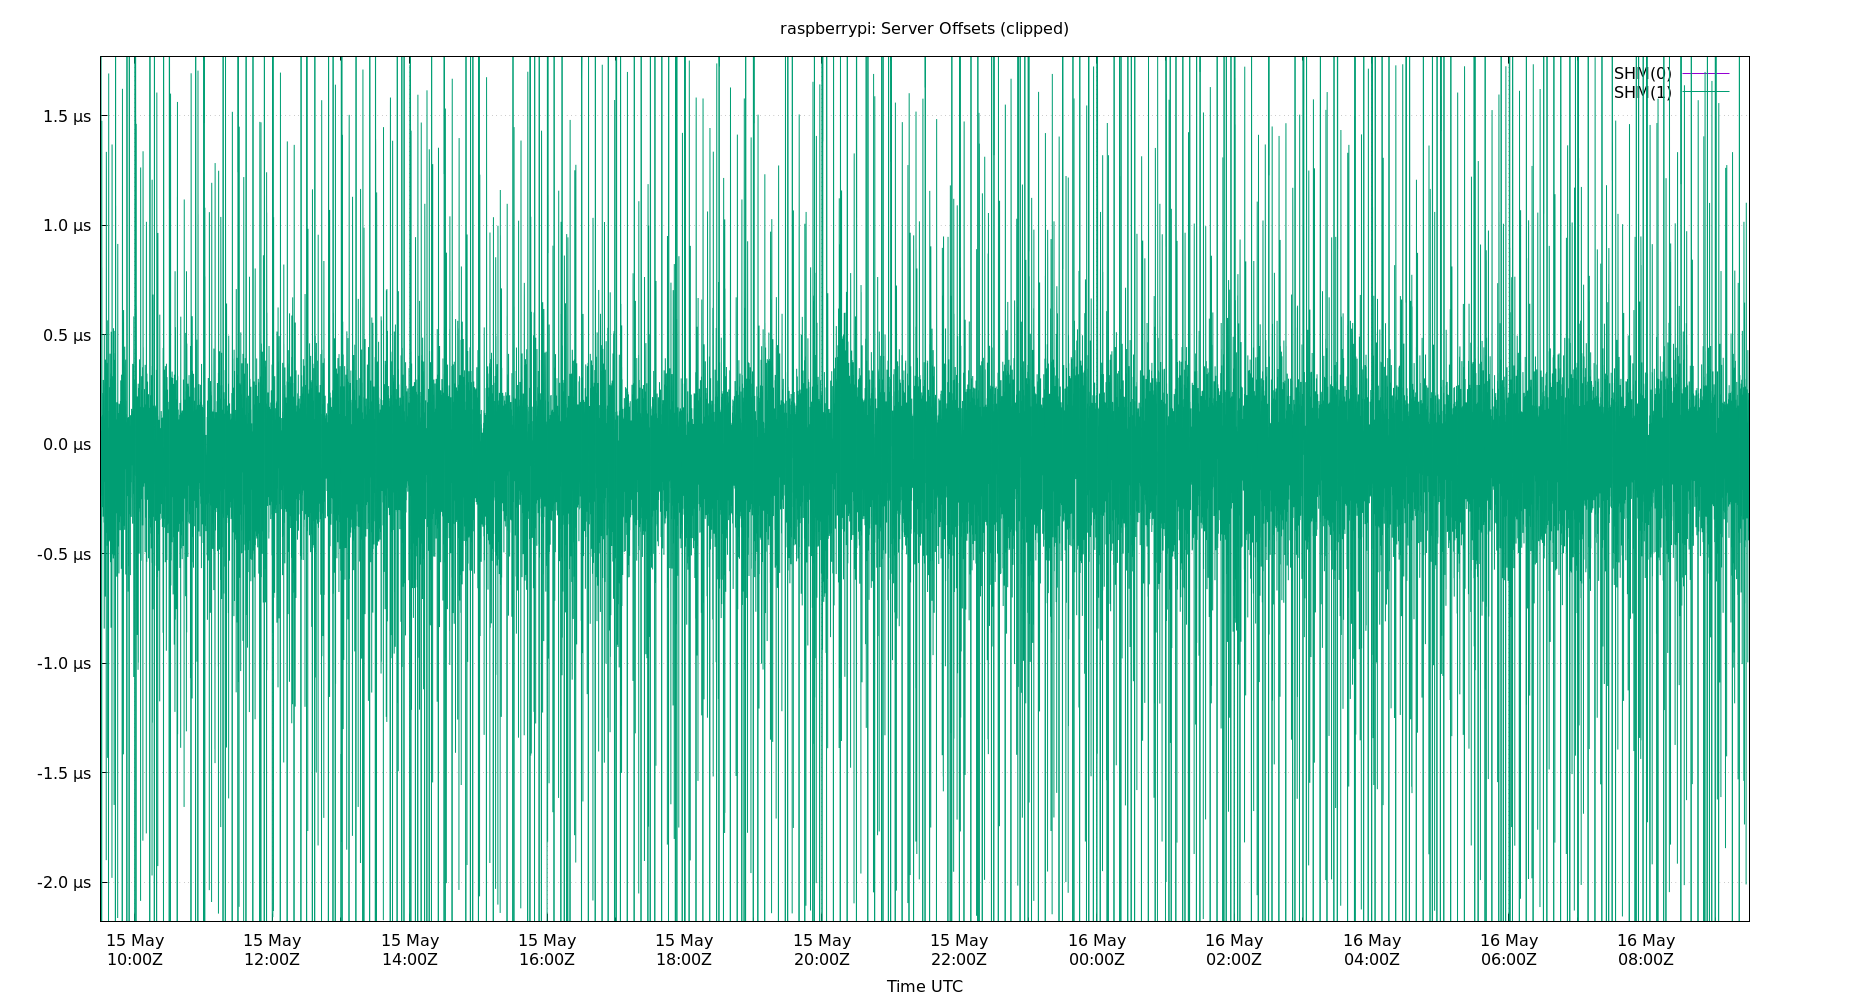 raspberrypi: Server Offsets (clipped)
SHM(0)
SHM(1)
1.5 µs
1.0 µs
0.5 µs
0.0 µs
-0.5 µs
-1.0 µs
-1.5 µs
-2.0 µs
15 May 15 May 15 May 15 May 15 May 15 May 15 May 16 May 16 May 16 May 16 May 16 May
10:00Z 12:00Z 14:00Z 16:00Z 18:00Z 20:00Z 22:00Z 00:00Z 02:00Z 04:00Z 06:00Z 08:00Z
Time UTC